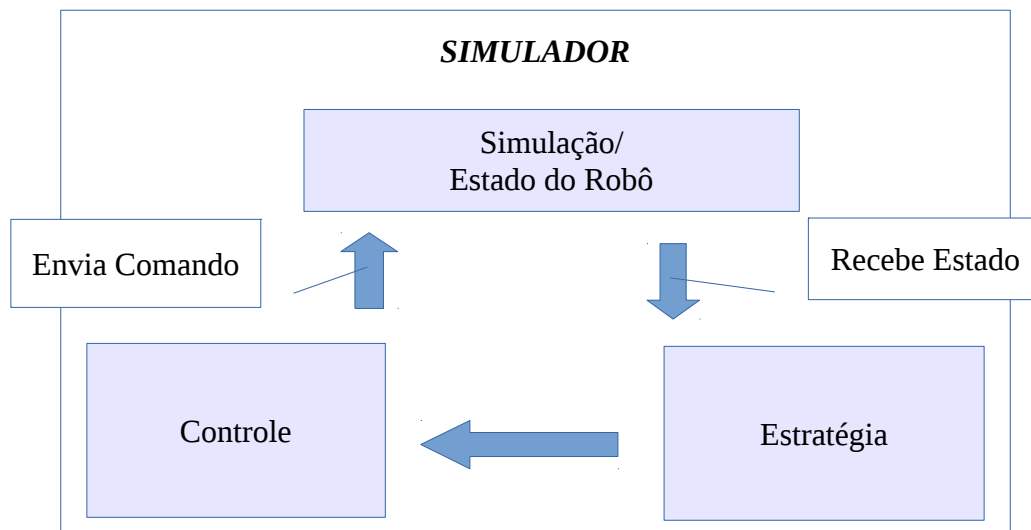 SIMULADOR
Simulação/
Estado do Robô
Envia Comando
Recebe Estado
Controle
Estratégia